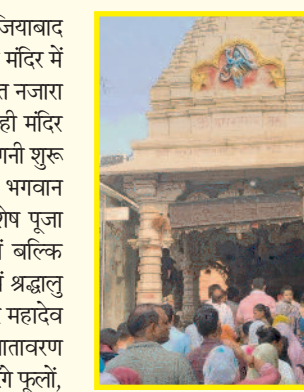 जियाबाद
मंदिर में
त नजारा
ही मंदिर
गनी शुरू
भगवान
शेष पूजा
ं बल्कि
ं श्रद्धालु
महादेव
ातावरण
गे फूलों,